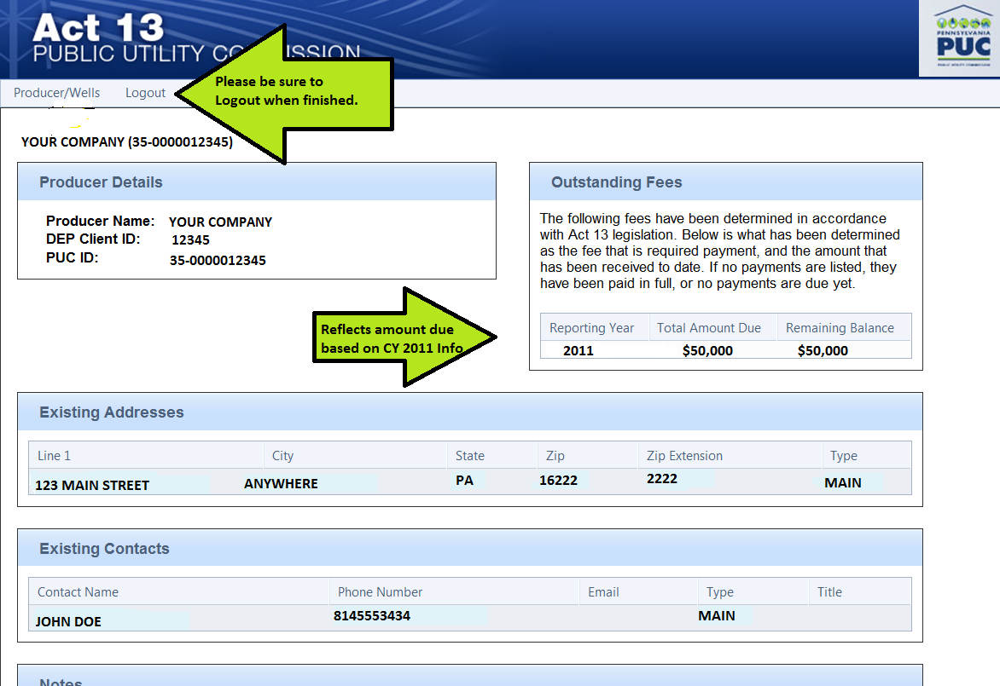 Act 13
PUBLIC UTILITY CO SSION
PENNSYLVANIA
PUC
PUBLIC UTILITY COMMISSION
Producer/Wells Logout
Please be sure to
Logout when finished.
YOUR COMPANY (35-0000012345)
Producer Details
Producer Name: YOUR COMPANY
DEP Client ID: 12345
PUC ID: 35-0000012345
Outstanding Fees
The following fees have been determined in accordance
with Act 13 legislation. Below is what has been determined
as the fee that is required payment, and the amount that
has been received to date. If no payments are listed, they
have been paid in full, or no payments are due yet.
Reflects amount due
based on CY 2011 Info
Reporting Year Total Amount Due Remaining Balance
2011 $50,000 $50,000
Existing Addresses
Line 1 City State Zip Zip Extension Type
123 MAIN STREET ANYWHERE PA 16222 2222 MAIN
Existing Contacts
Contact Name Phone Number Email Type Title
JOHN DOE 8145553434 MAIN
Notes